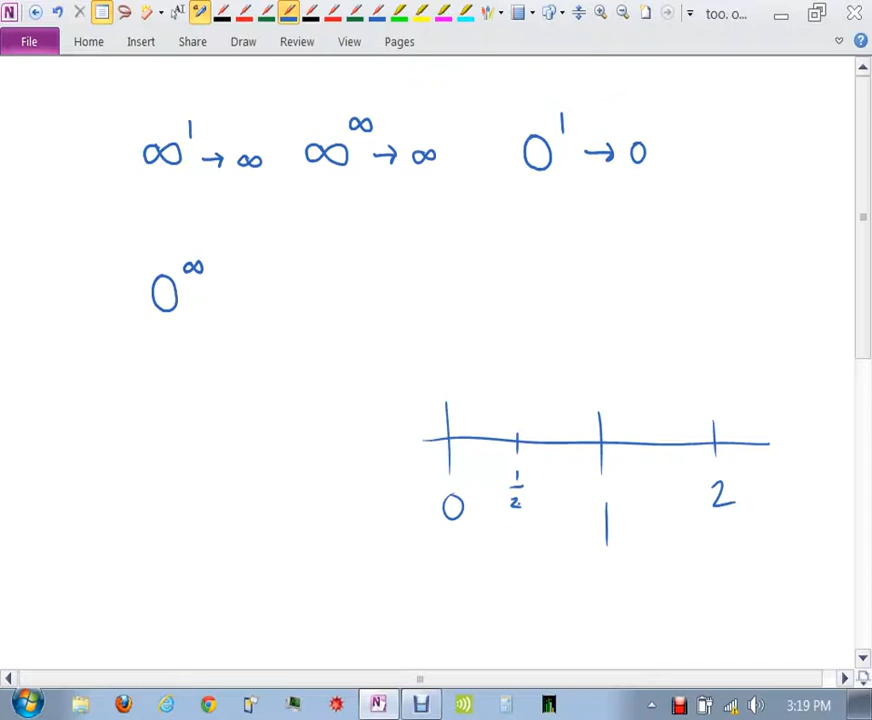 too. o...
File Home Insert Share Draw Review View Pages
∞¹ → ∞ ∞^∞ → ∞ 0¹ → 0
0^∞
0 1/2 1 2
3:19 PM